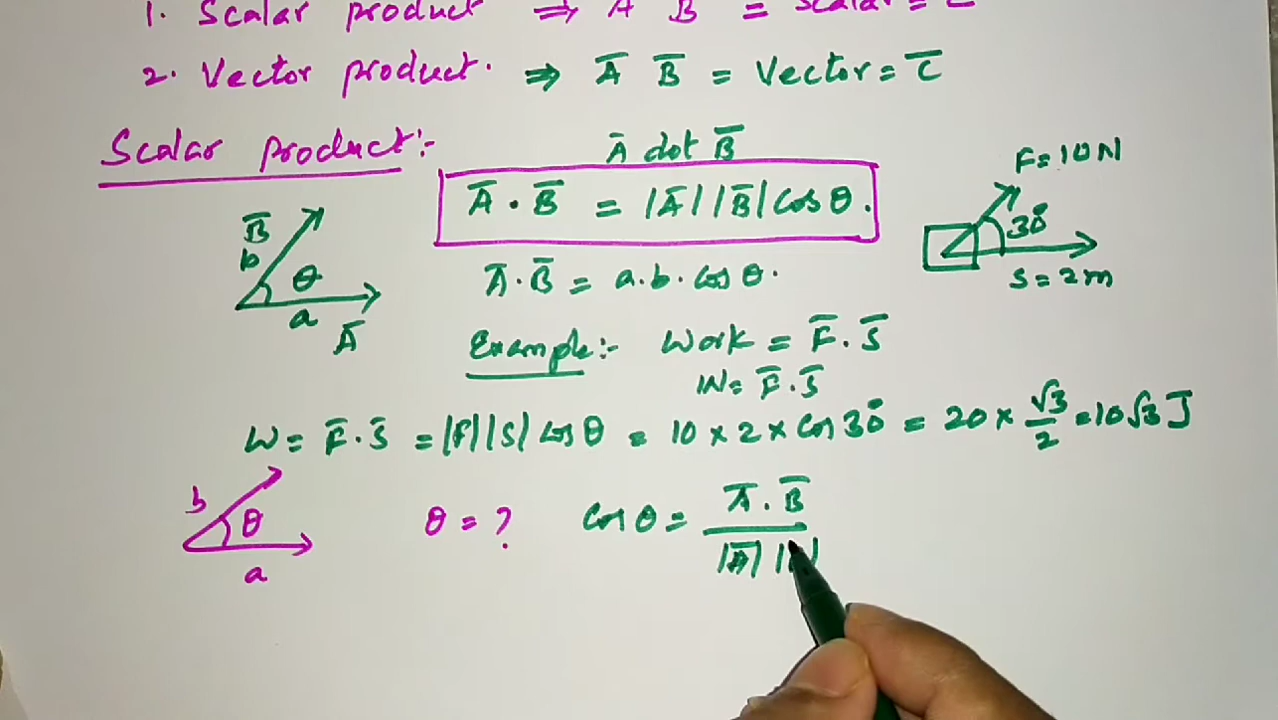 1. Scalar product ⇒ A B = Scalar = C
2. Vector product. ⇒ A̅ B̅ = Vector = C̅
Scalar product:-
A̅ dot B̅
A̅ · B̅ = |A̅| |B̅| Cos θ.
F = 10 N
30°
S = 2m
B̅
b
θ
a
A̅
A̅ · B̅ = a.b. cos θ.
Example:- Work = F̅ . S̅
W = F̅ . S̅
W = F̅ . S̅ = |F| |S| cos θ = 10 × 2 × Cos 30° = 20 × √3/2 = 10√3 J
b
θ
a
θ = ?
Cos θ = A̅ . B̅ / |A̅| | |